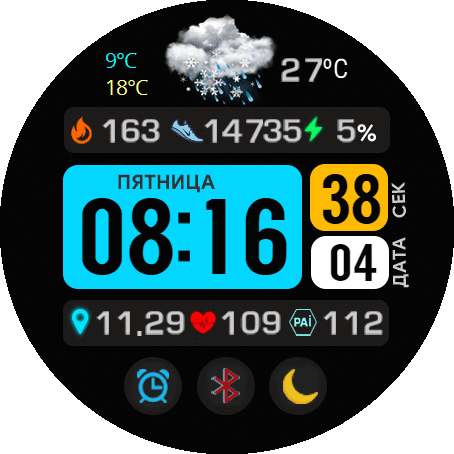 9°C
18°C
27°C
163 14735 5%
ПЯТНИЦА
08:16
38 СЕК
04 ДАТА
11.29 109 PAI 112